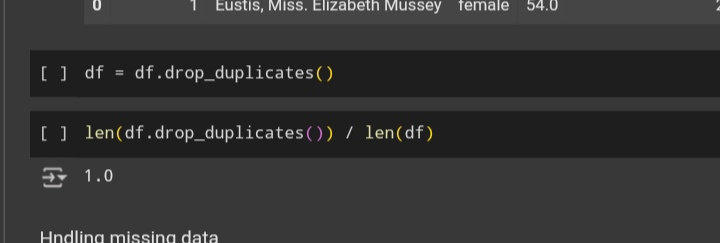 0 1 Eustis, Miss. Elizabeth Mussey female 54.0
[ ] df = df.drop_duplicates()
[ ] len(df.drop_duplicates()) / len(df)
1.0
Hndling missing data